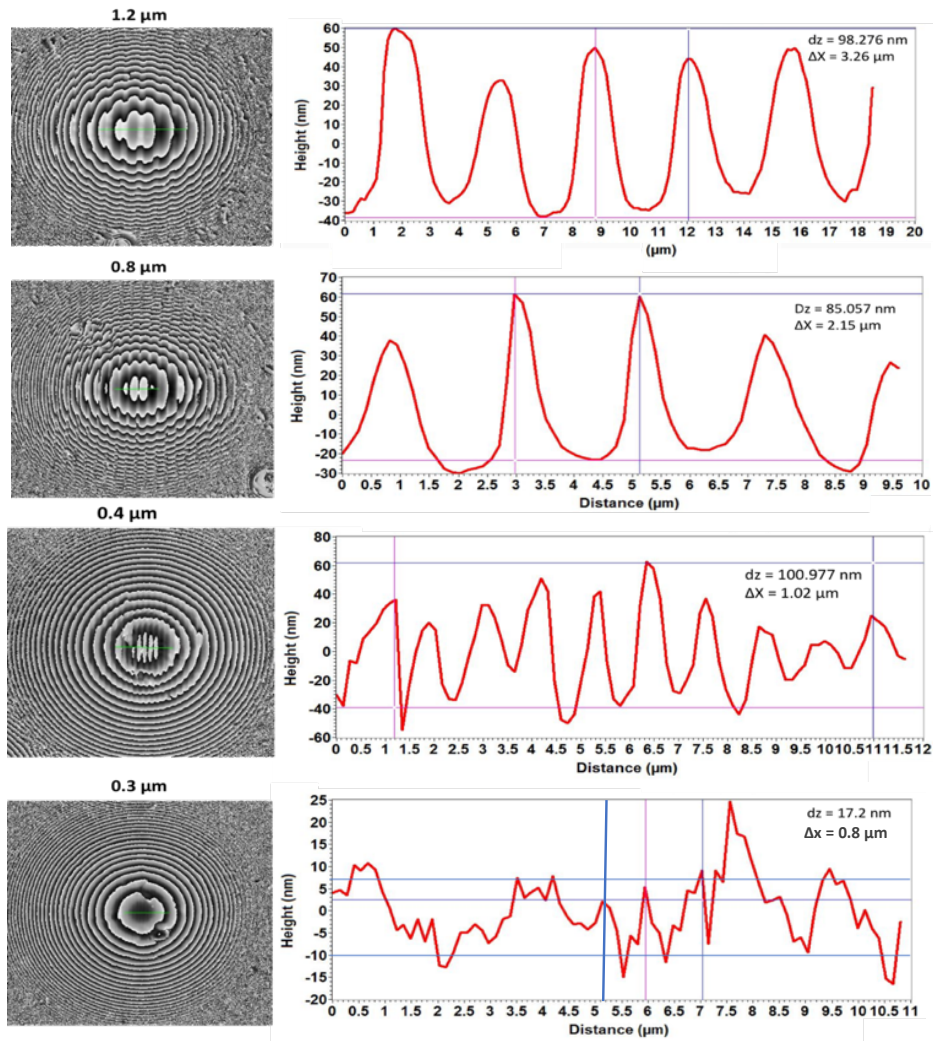 1.2 µm
60
50
40
30
20
10
0
-10
-20
-30
-40
Height (nm)
dz = 98.276 nm
ΔX = 3.26 µm
0 1 2 3 4 5 6 7 8 9 10 11 12 13 14 15 16 17 18 19 20
(µm)
0.8 µm
70
60
50
40
30
20
10
0
-10
-20
-30
Height (nm)
Dz = 85.057 nm
ΔX = 2.15 µm
0 0.5 1 1.5 2 2.5 3 3.5 4 4.5 5 5.5 6 6.5 7 7.5 8 8.5 9 9.5 10
Distance (µm)
0.4 µm
80
60
40
20
0
-20
-40
-60
Height (nm)
dz = 100.977 nm
ΔX = 1.02 µm
0 0.5 1 1.5 2 2.5 3 3.5 4 4.5 5 5.5 6 6.5 7 7.5 8 8.5 9 9.5 10 10.5 11 11.5 12
Distance (µm)
0.3 µm
25
20
15
10
5
0
-5
-10
-15
-20
Height (nm)
dz = 17.2 nm
Δx = 0.8 µm
0 0.5 1 1.5 2 2.5 3 3.5 4 4.5 5 5.5 6 6.5 7 7.5 8 8.5 9 9.5 10 10.5 11
Distance (µm)